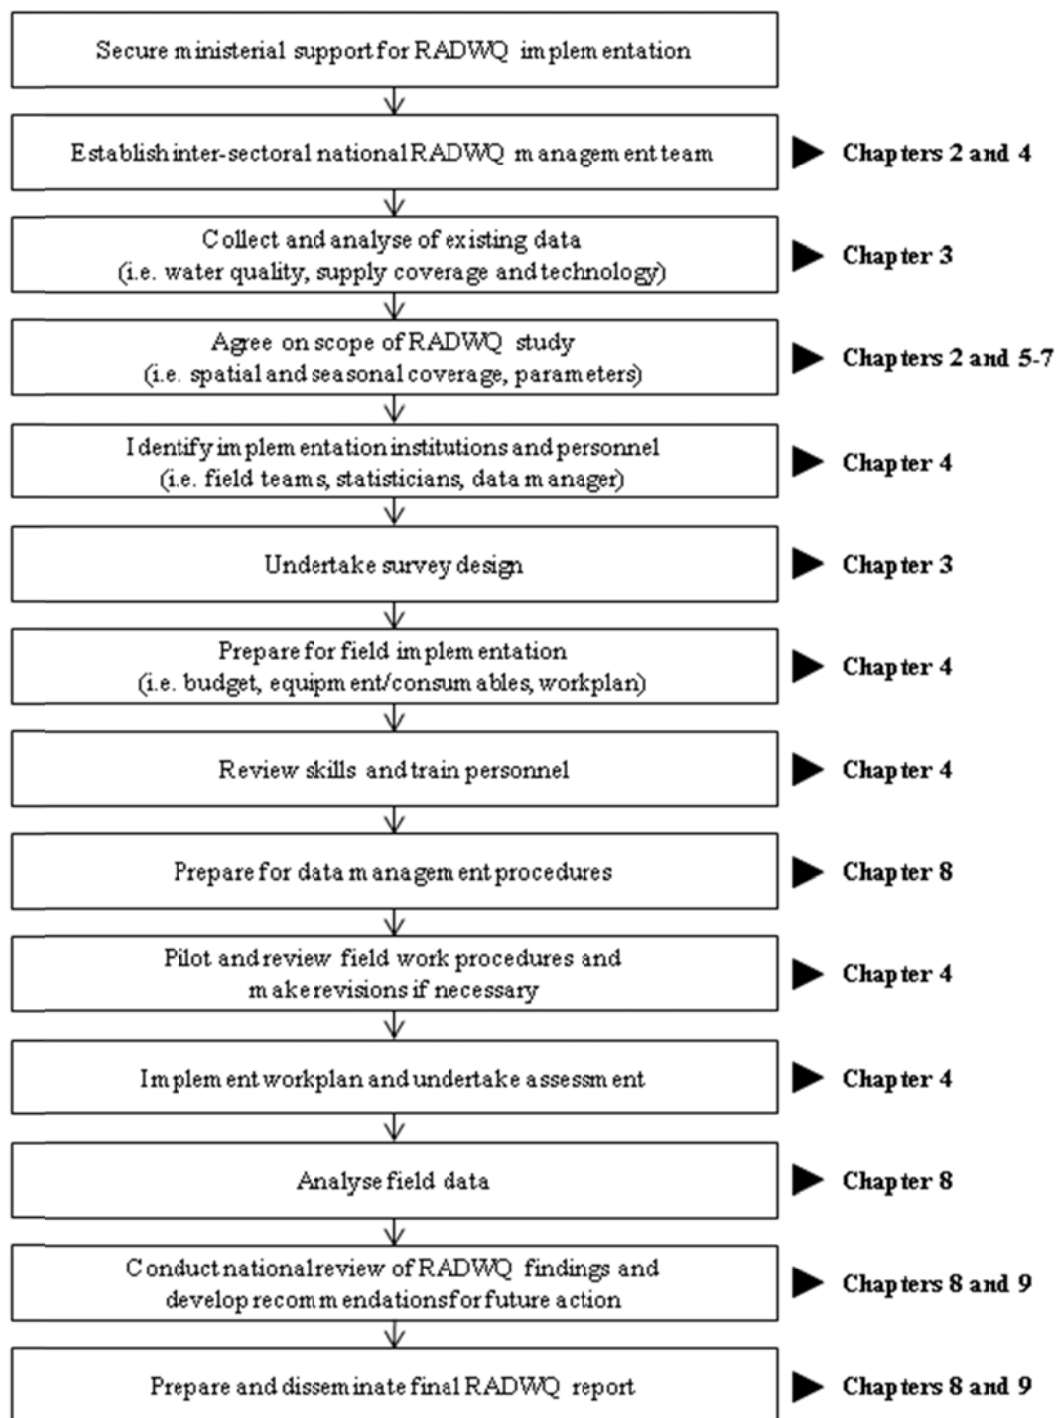 Secure ministerial support for RADWQ implementation
Establish inter-sectoral national RADWQ management team
Chapters 2 and 4
Collect and analyse of existing data
(i.e. water quality, supply coverage and technology)
Chapter 3
Agree on scope of RADWQ study
(i.e. spatial and seasonal coverage, parameters)
Chapters 2 and 5-7
Identify implementation institutions and personnel
(i.e. field teams, statisticians, data manager)
Chapter 4
Undertake survey design
Chapter 3
Prepare for field implementation
(i.e. budget, equipment/consumables, workplan)
Chapter 4
Review skills and train personnel
Chapter 4
Prepare for data management procedures
Chapter 8
Pilot and review field work procedures and
make revisions if necessary
Chapter 4
Implement workplan and undertake assessment
Chapter 4
Analyse field data
Chapter 8
Conduct national review of RADWQ findings and
develop recommendations for future action
Chapters 8 and 9
Prepare and disseminate final RADWQ report
Chapters 8 and 9